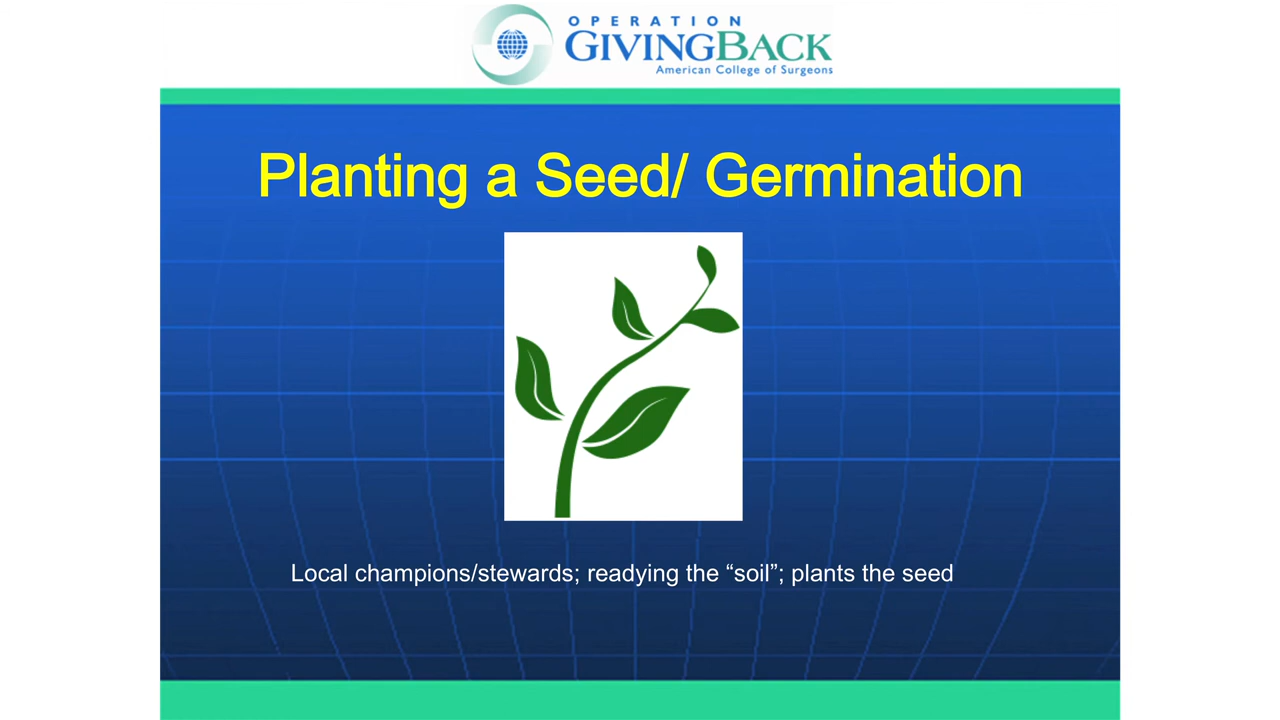 OPERATION
GIVINGBACK
American College of Surgeons
Planting a Seed/ Germination
Local champions/stewards; readying the “soil”; plants the seed